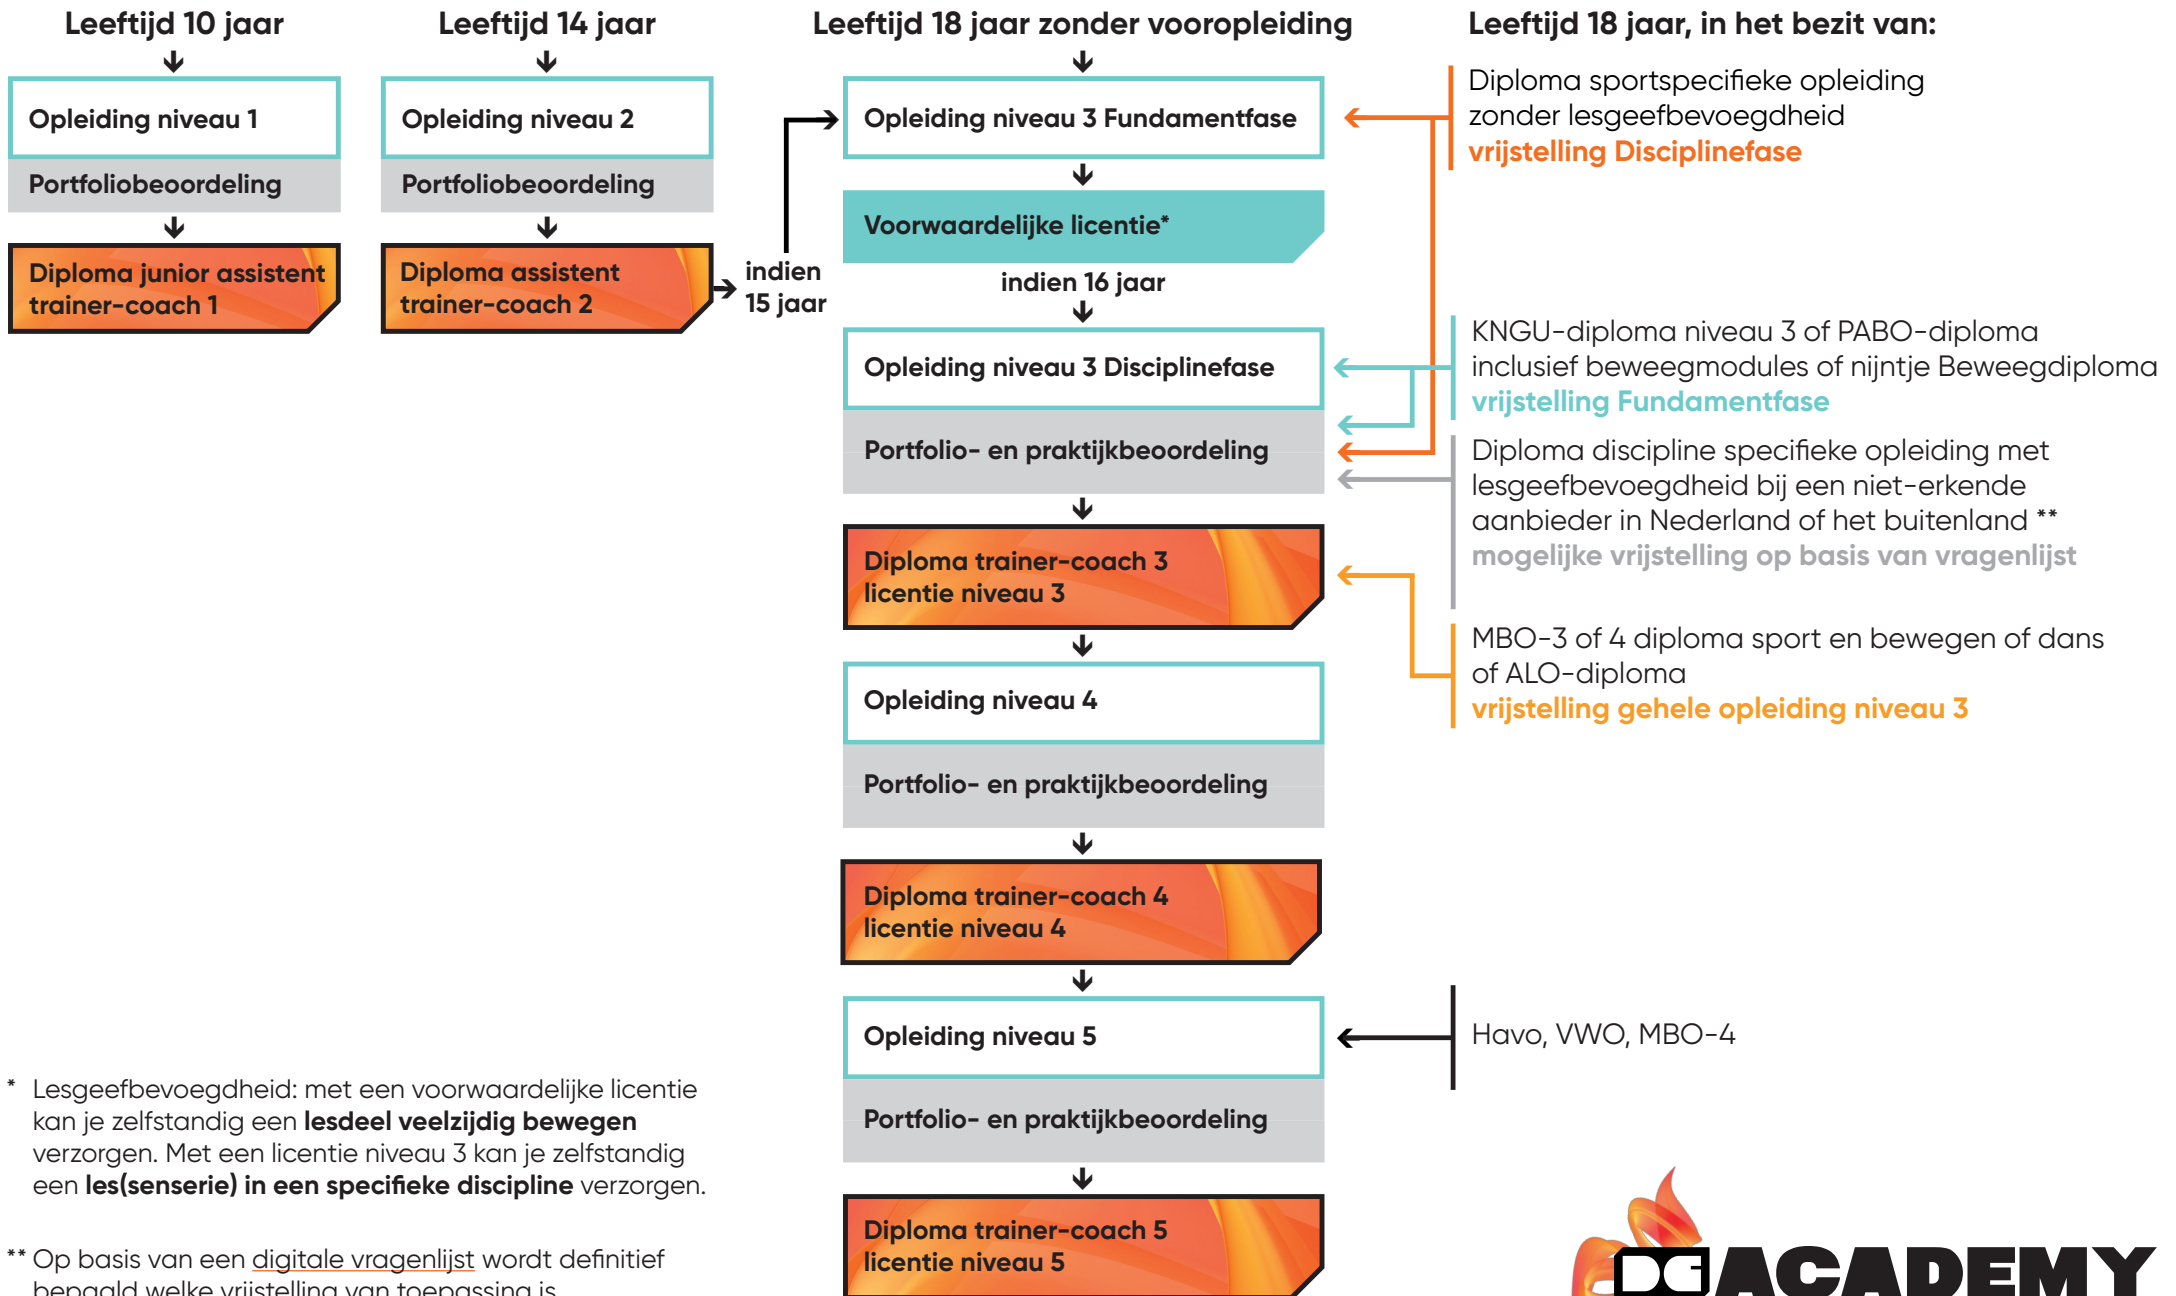 Leeftijd 10 jaar
Opleiding niveau 1
Portfoliobeoordeling
Diploma junior assistent
trainer-coach 1
Leeftijd 14 jaar
Opleiding niveau 2
Portfoliobeoordeling
Diploma assistent
trainer-coach 2
indien
15 jaar
Leeftijd 18 jaar zonder vooropleiding
Opleiding niveau 3 Fundamentfase
Voorwaardelijke licentie*
indien 16 jaar
Opleiding niveau 3 Disciplinefase
Portfolio- en praktijkbeoordeling
Diploma trainer-coach 3
licentie niveau 3
Opleiding niveau 4
Portfolio- en praktijkbeoordeling
Diploma trainer-coach 4
licentie niveau 4
Opleiding niveau 5
Portfolio- en praktijkbeoordeling
Diploma trainer-coach 5
licentie niveau 5
Leeftijd 18 jaar, in het bezit van:
Diploma sportspecifieke opleiding
zonder lesgeefbevoegdheid
vrijstelling Disciplinefase
KNGU-diploma niveau 3 of PABO-diploma
inclusief beweegmodules of nijntje Beweegdiploma
vrijstelling Fundamentfase
Diploma discipline specifieke opleiding met
lesgeefbevoegdheid bij een niet-erkende
aanbieder in Nederland of het buitenland **
mogelijke vrijstelling op basis van vragenlijst
MBO-3 of 4 diploma sport en bewegen of dans
of ALO-diploma
vrijstelling gehele opleiding niveau 3
Havo, VWO, MBO-4
* Lesgeefbevoegdheid: met een voorwaardelijke licentie
kan je zelfstandig een lesdeel veelzijdig bewegen
verzorgen. Met een licentie niveau 3 kan je zelfstandig
een les(senserie) in een specifieke discipline verzorgen.
** Op basis van een digitale vragenlijst wordt definitief
bepaald welke vrijstelling van toepassing is
DG ACADEMY